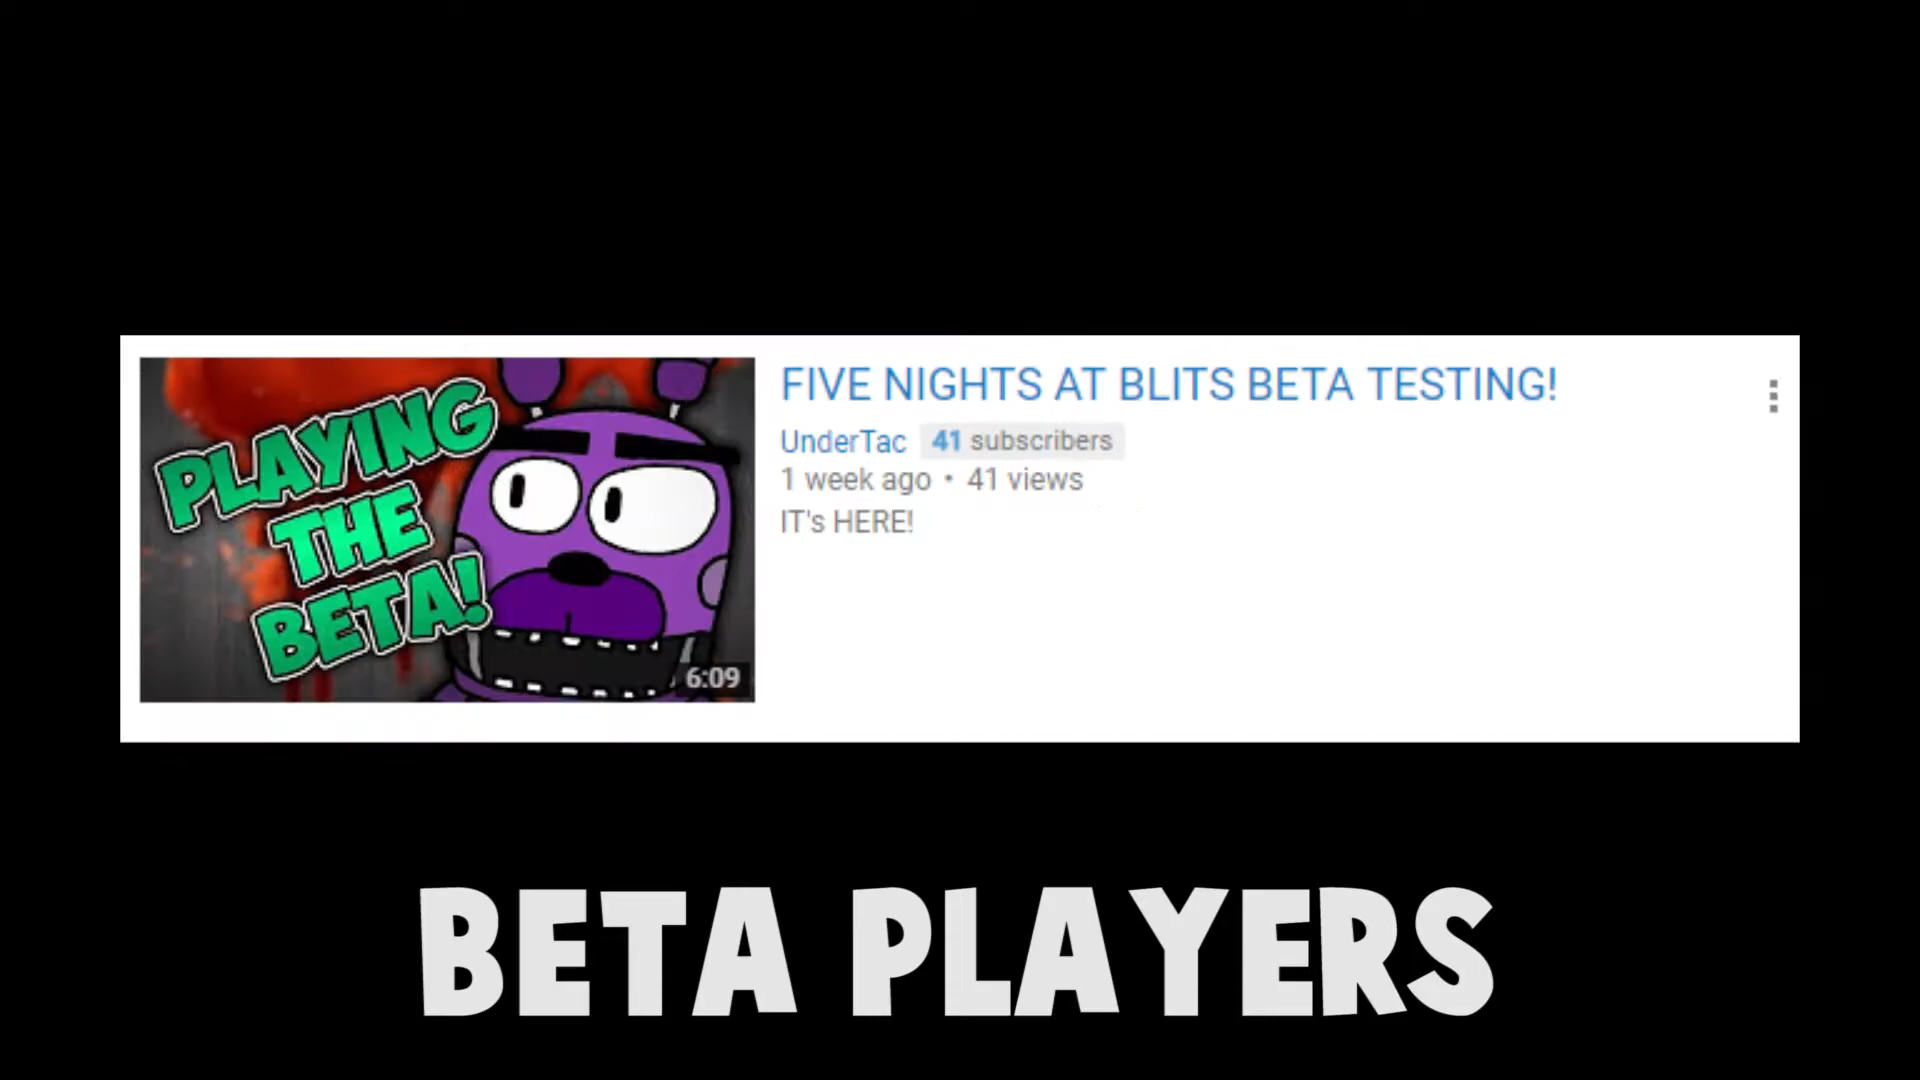 PLAYING
THE
BETA!
6:09
FIVE NIGHTS AT BLITS BETA TESTING!
UnderTac 41 subscribers
1 week ago • 41 views
IT's HERE!
BETA PLAYERS